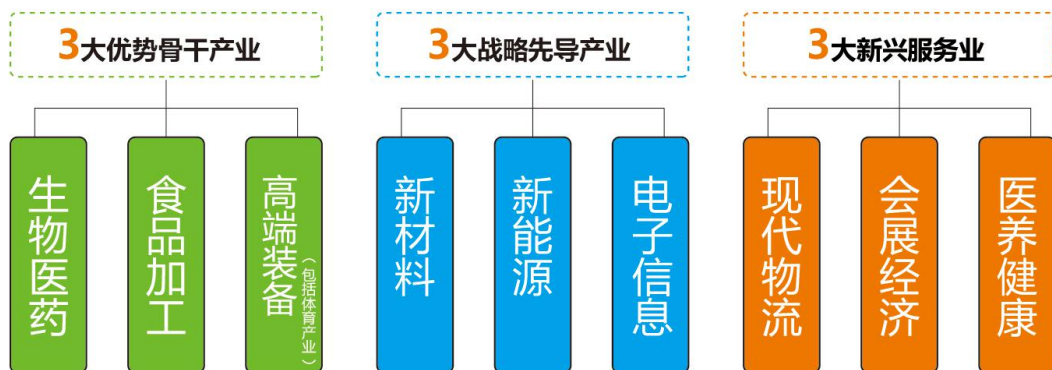 3大优势骨干产业
生物医药
食品加工
高端装备
（包括体育产业）
3大战略先导产业
新材料
新能源
电子信息
3大新兴服务业
现代物流
会展经济
医养健康